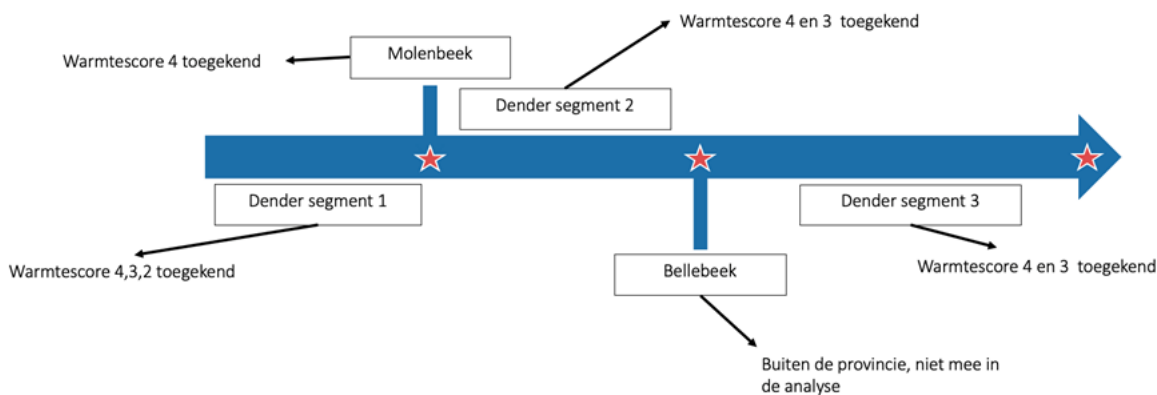 Warmtescore 4 en 3  toegekend
Molenbeek
Warmtescore 4 toegekend
Dender segment 2
Dender segment 1
Dender segment 3
Warmtescore 4,3,2 toegekend
Bellebeek
Warmtescore 4 en 3  toegekend
Buiten de provincie, niet mee in
de analyse